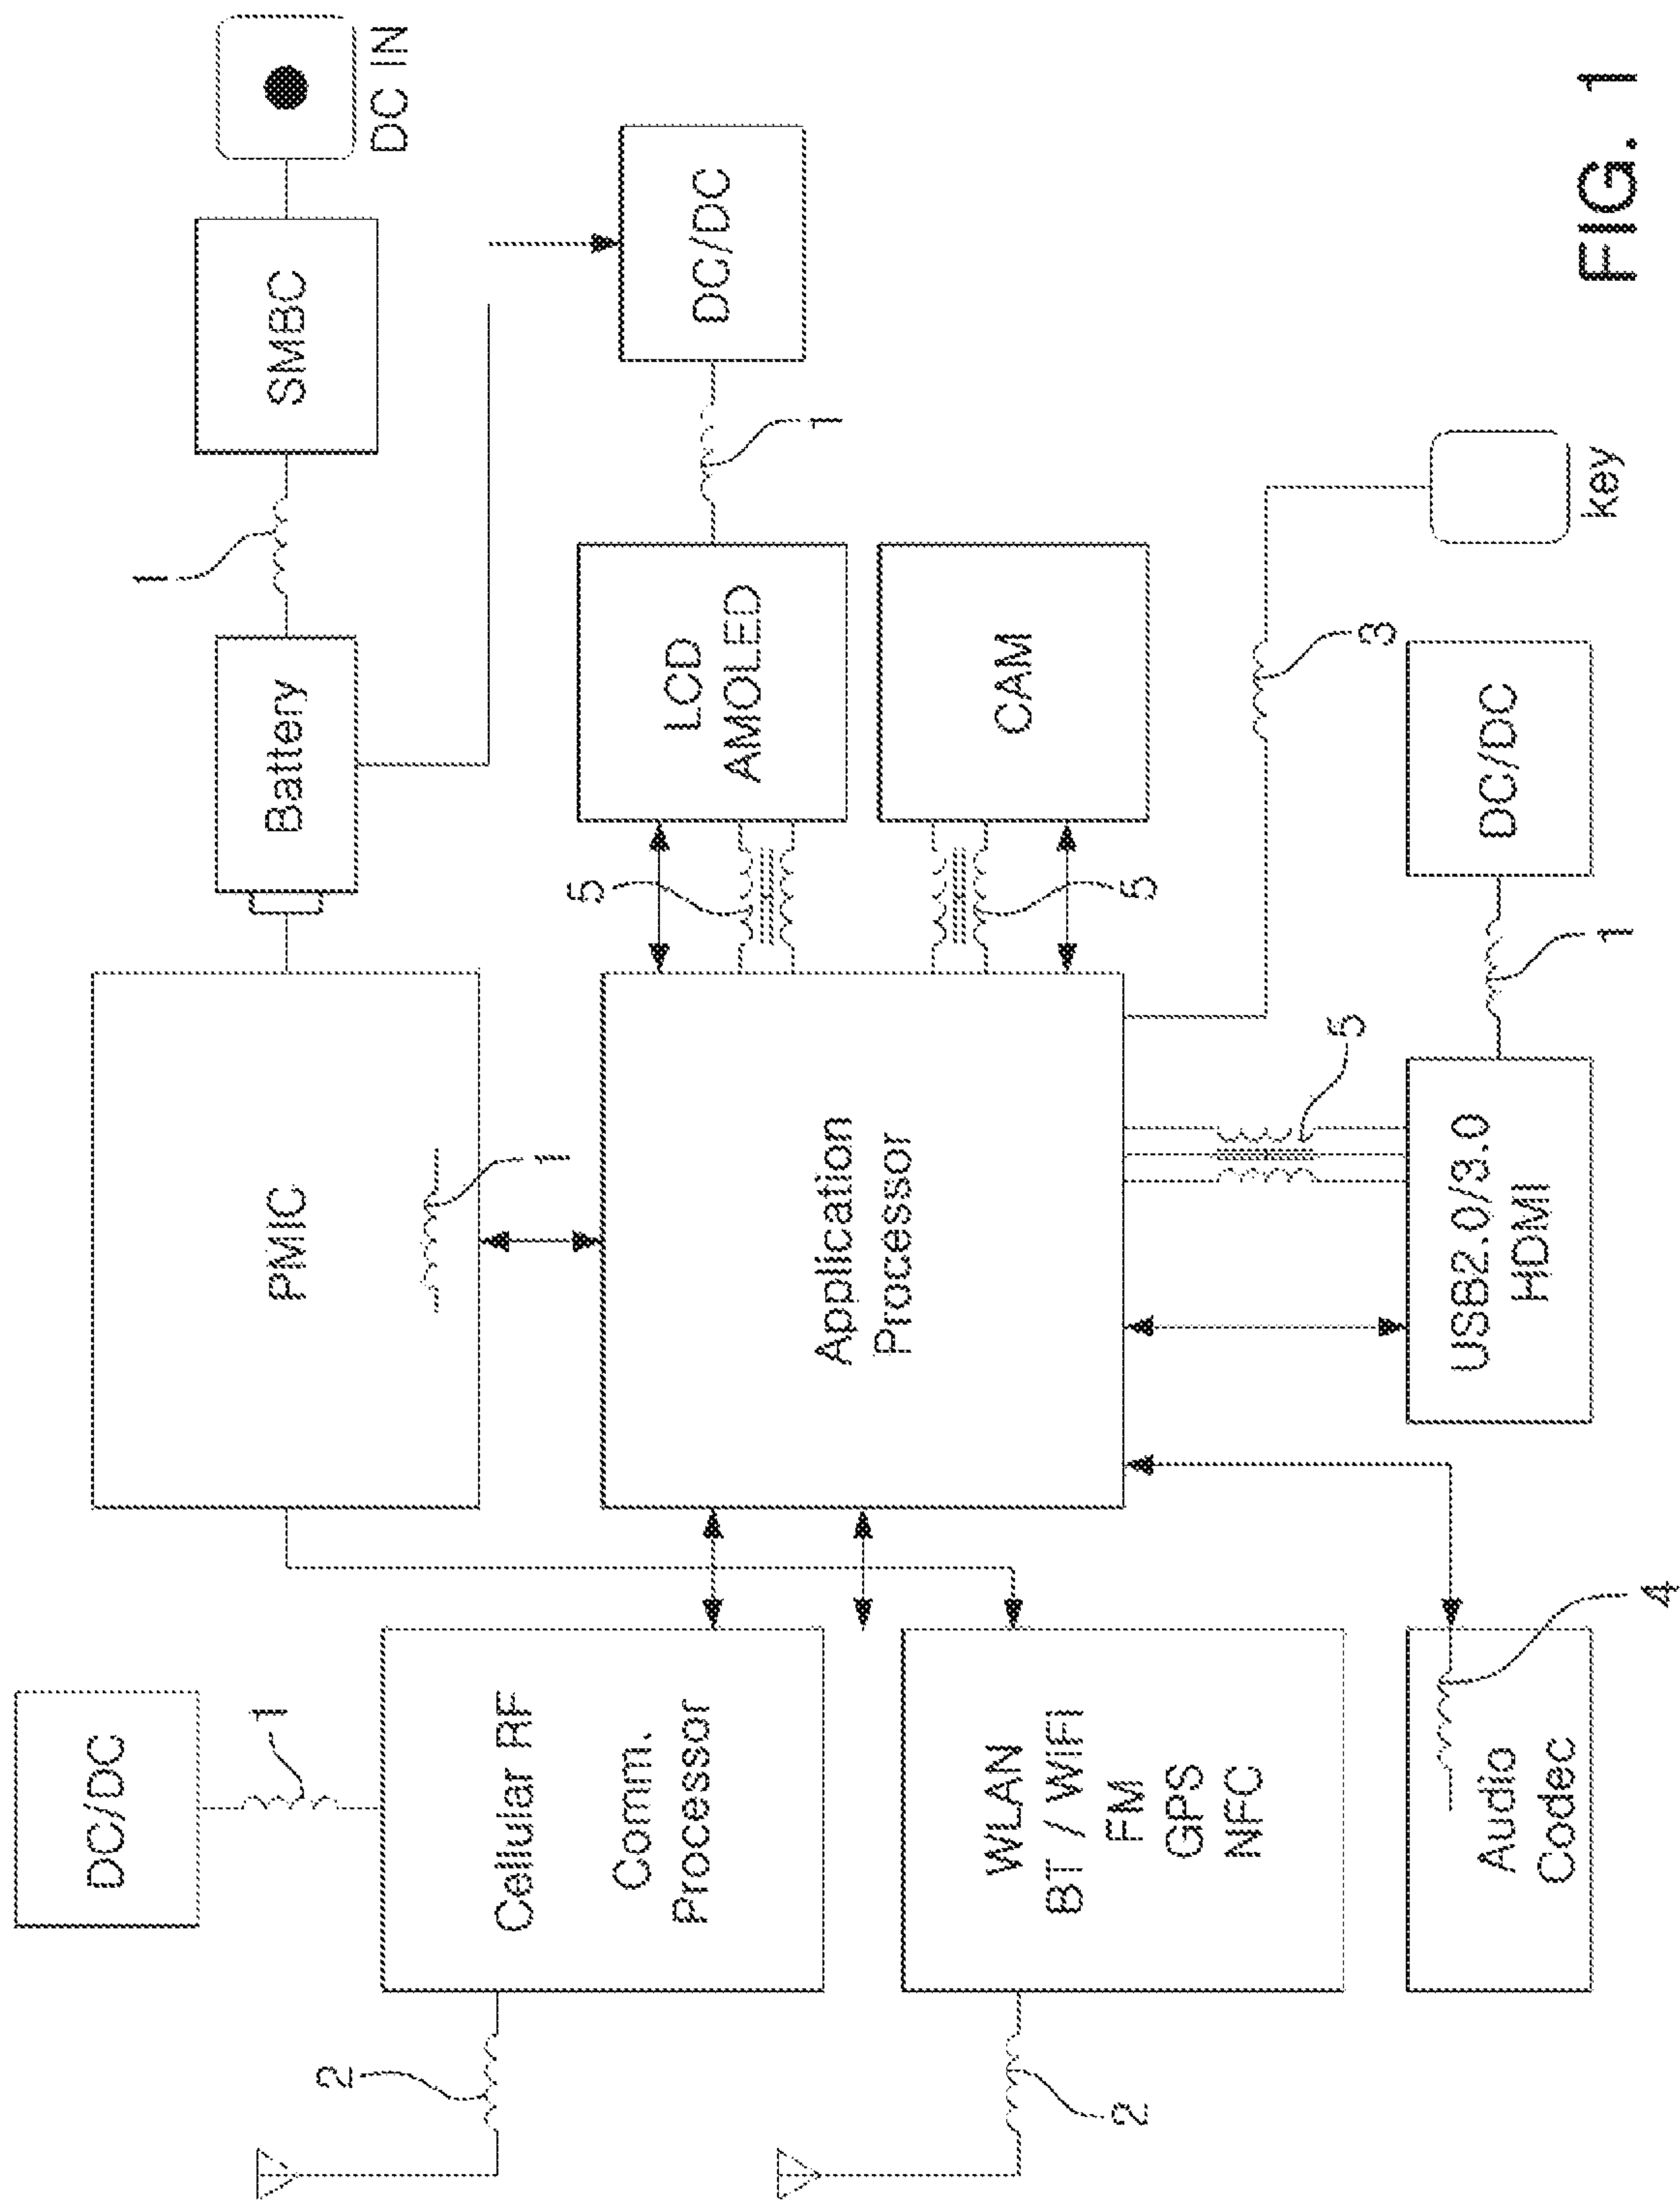 DC/DC
1
1
PMIC
Battery
SMBC
DC IN
2
Cellular RF
Comm.
Processor
1
5
LCD
AMOLED
DC/DC
1
Application
Processor
WLAN
BT / WIFI
FM
GPS
NFC
2
CAM
5
5
3
USB2.0/3.0
HDMI
DC/DC
1
key
Audio
Codec
4
FIG. 1